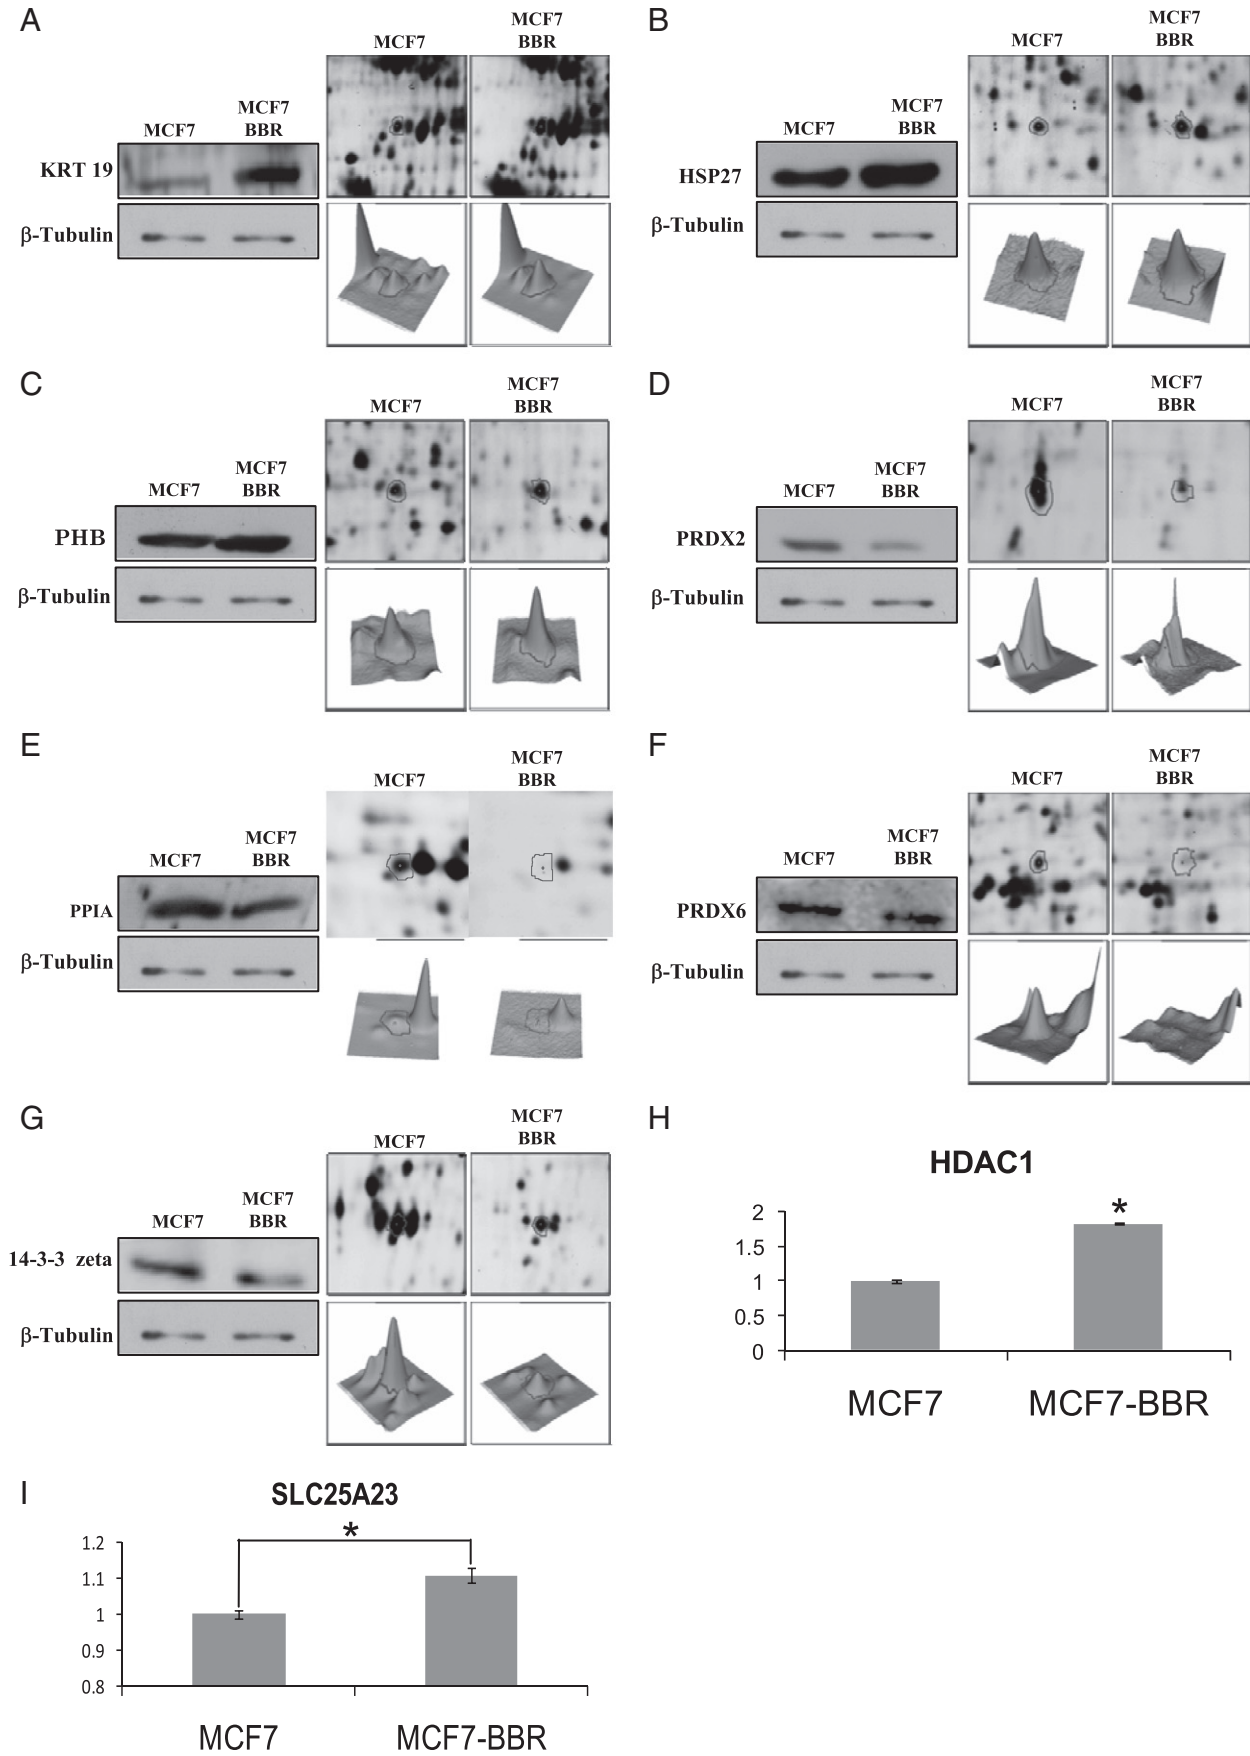 A
MCF7
MCF7
BBR
MCF7
MCF7
BBR
KRT 19
β-Tubulin
B
MCF7
MCF7
BBR
MCF7
MCF7
BBR
HSP27
β-Tubulin
C
MCF7
MCF7
BBR
MCF7
MCF7
BBR
PHB
β-Tubulin
D
MCF7
MCF7
BBR
MCF7
MCF7
BBR
PRDX2
β-Tubulin
E
MCF7
MCF7
BBR
MCF7
MCF7
BBR
PPIA
β-Tubulin
F
MCF7
MCF7
BBR
MCF7
MCF7
BBR
PRDX6
β-Tubulin
G
MCF7
MCF7
BBR
MCF7
MCF7
BBR
14-3-3 zeta
β-Tubulin
H
HDAC1
2
1.5
1
0.5
0
*
MCF7 MCF7-BBR
I
SLC25A23
*
1.2
1.1
1
0.9
0.8
MCF7 MCF7-BBR